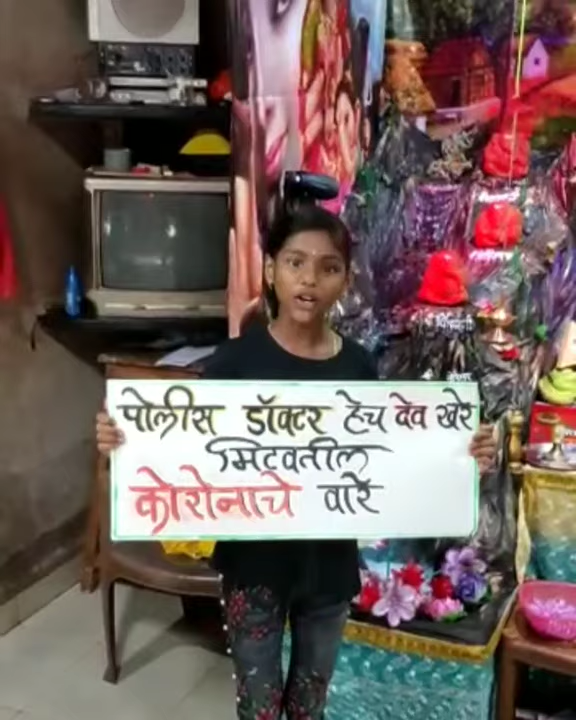 पोलीस डॉक्टर हेच देव खरे
मिटवतील
कोरोनाचे वारे